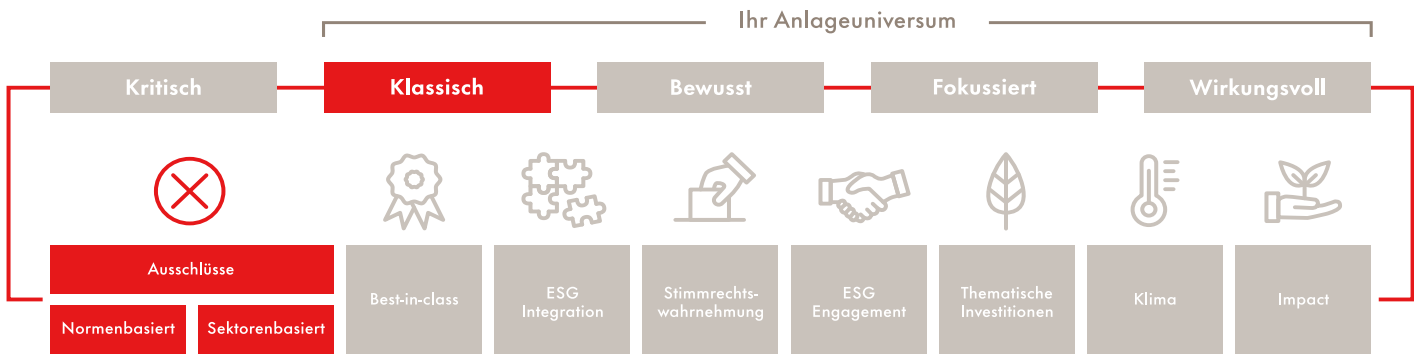 Ihr Anlageuniversum
Kritisch
Klassisch
Bewusst
Fokussiert
Wirkungsvoll
Ausschlüsse
Normenbasiert
Sektorenbasiert
Best-in-class
ESG
Integration
Stimmrechts-
wahrnehmung
ESG
Engagement
Thematische
Investitionen
Klima
Impact